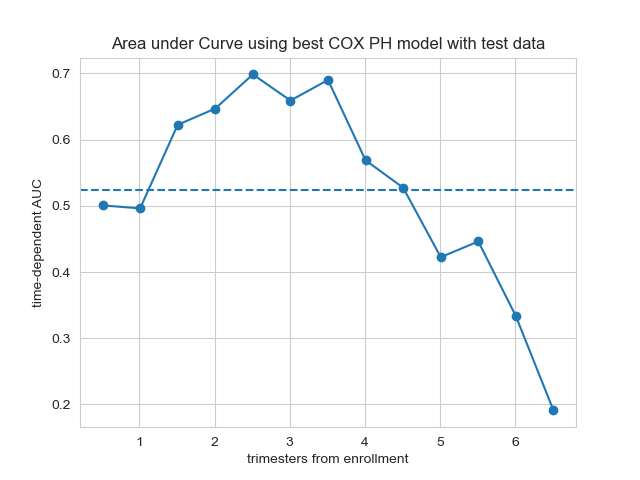 Area under Curve using best COX PH model with test data
0.7
0.6
0.5
0.4
0.3
0.2
time-dependent AUC
1 2 3 4 5 6
trimesters from enrollment